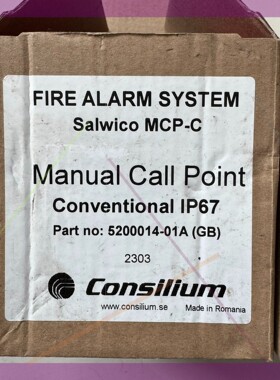 FIRE ALARM SYSTEM
Salwico MCP-C
Manual Call Point
Conventional IP67
Part no: 5200014-01A (GB)
2303
Consilium
www.consilium.se
Made in Romania